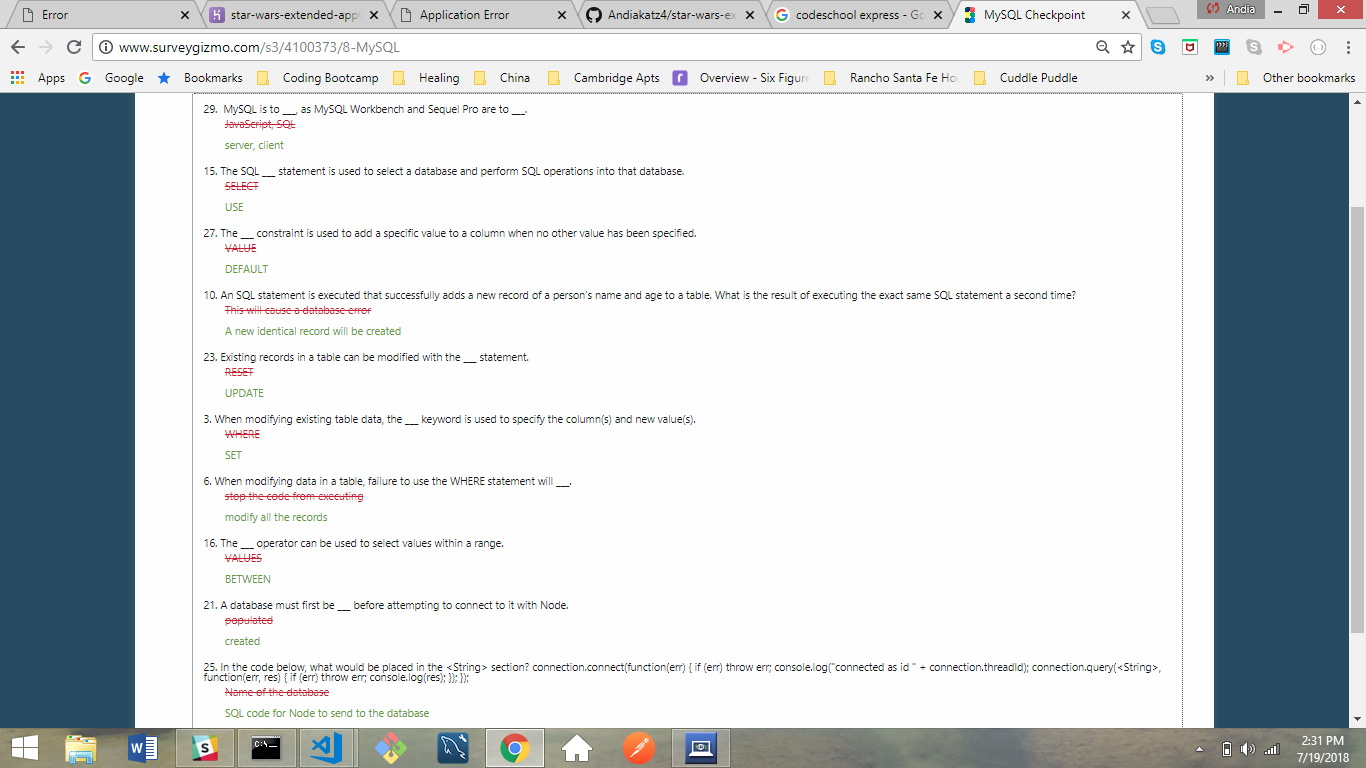 Error
star-wars-extended-app
Application Error
Andiakatz4/star-wars-ex
codeschool express - Go
MySQL Checkpoint
Andia
www.surveygizmo.com/s3/4100373/8-MySQL
Apps
Google
Bookmarks
Coding Bootcamp
Healing
China
Cambridge Apts
Overview - Six Figure
Rancho Santa Fe Ho
Cuddle Puddle
»
Other bookmarks
29. MySQL is to ___, as MySQL Workbench and Sequel Pro are to ___.
JavaScript, SQL
server, client
15. The SQL ___ statement is used to select a database and perform SQL operations into that database.
SELECT
USE
27. The ___ constraint is used to add a specific value to a column when no other value has been specified.
VALUE
DEFAULT
10. An SQL statement is executed that successfully adds a new record of a person's name and age to a table. What is the result of executing the exact same SQL statement a second time?
This will cause a database error
A new identical record will be created
23. Existing records in a table can be modified with the ___ statement.
RESET
UPDATE
3. When modifying existing table data, the ___ keyword is used to specify the column(s) and new value(s).
WHERE
SET
6. When modifying data in a table, failure to use the WHERE statement will ___.
stop the code from executing
modify all the records
16. The ___ operator can be used to select values within a range.
VALUES
BETWEEN
21. A database must first be ___ before attempting to connect to it with Node.
populated
created
25. In the code below, what would be placed in the <String> section? connection.connect(function(err) { if (err) throw err; console.log("connected as id " + connection.threadId); connection.query(<String>,
function(err, res) { if (err) throw err; console.log(res); }); });
Name of the database
SQL code for Node to send to the database
2:31 PM
7/19/2018